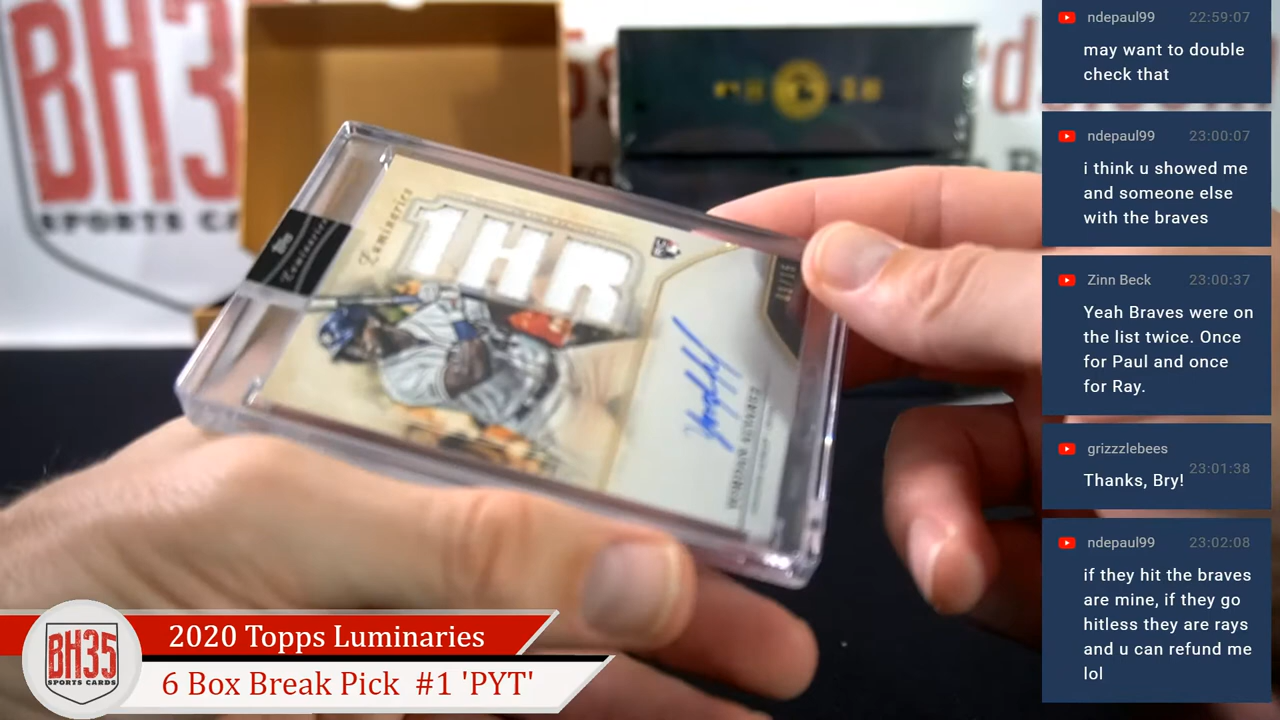 BH35
SPORTS CA
Topps
Luminaries
Luminaries
1HR
ndepaul99 22:59:07
may want to double
check that
ndepaul99 23:00:07
i think u showed me
and someone else
with the braves
Zinn Beck 23:00:37
Yeah Braves were on
the list twice. Once
for Paul and once
for Ray.
grizzzlebees
23:01:38
Thanks, Bry!
ndepaul99 23:02:08
if they hit the braves
are mine, if they go
hitless they are rays
and u can refund me
lol
BH35
SPORTS CARDS
2020 Topps Luminaries
6 Box Break Pick #1 'PYT'